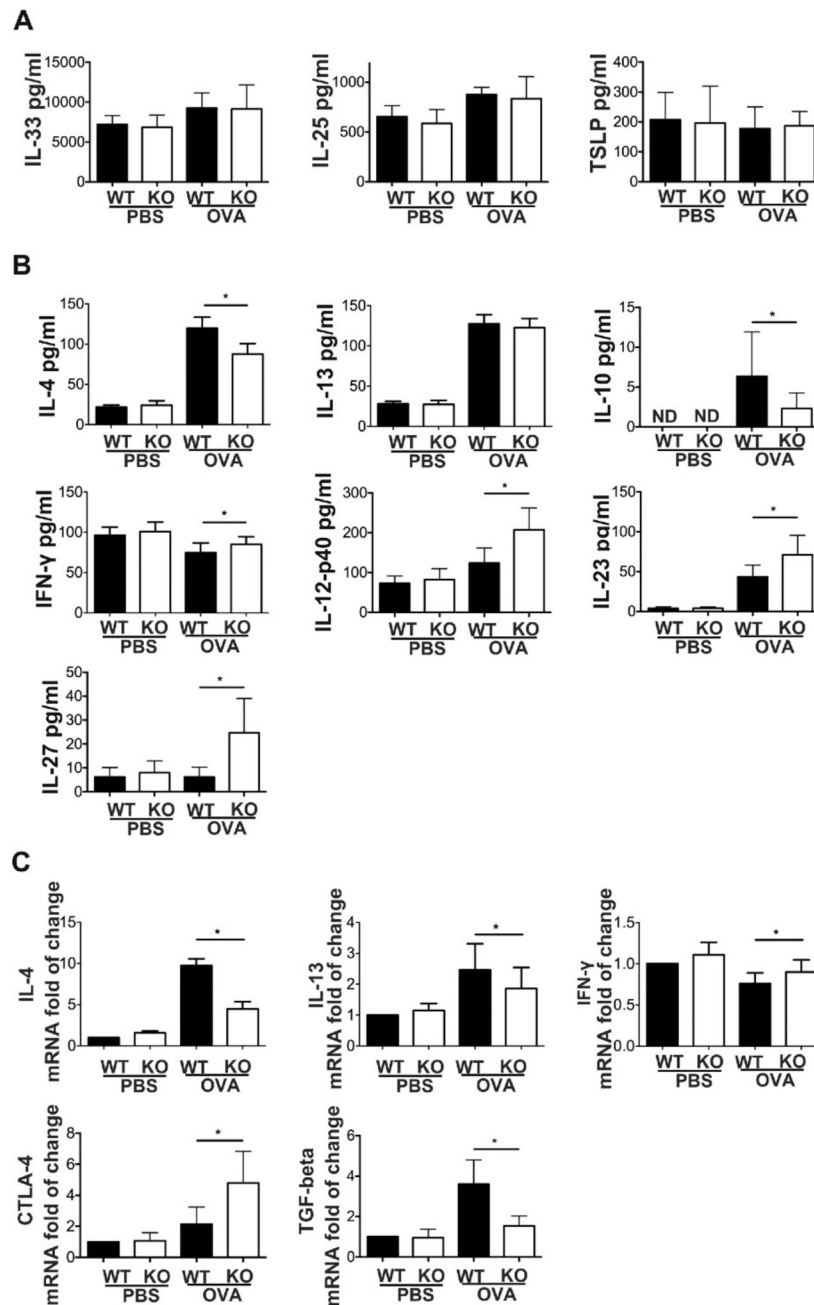 A
IL-33 pg/ml
15000
10000
5000
0
WT KO WT KO
PBS OVA
IL-25 pg/ml
1000
500
0
WT KO WT KO
PBS OVA
TSLP pg/ml
400
300
200
100
0
WT KO WT KO
PBS OVA
B
IL-4 pg/ml
150
100
50
0
WT KO WT KO
PBS OVA
IL-13 pg/ml
150
100
50
0
WT KO WT KO
PBS OVA
IL-10 pg/ml
15
10
5
0
ND ND
*
WT KO WT KO
PBS OVA
*
IFN-γ pg/ml
150
100
50
0
*
WT KO WT KO
PBS OVA
IL-12-p40 pg/ml
300
200
100
0
*
WT KO WT KO
PBS OVA
IL-23 pg/ml
150
100
50
0
*
WT KO WT KO
PBS OVA
IL-27 pg/ml
50
40
30
20
10
0
*
WT KO WT KO
PBS OVA
C
IL-4
mRNA fold of change
15
10
5
0
*
WT KO WT KO
PBS OVA
IL-13
mRNA fold of change
4
3
2
1
0
*
WT KO WT KO
PBS OVA
IFN-γ
mRNA fold of change
1.5
1.0
0.5
0.0
*
WT KO WT KO
PBS OVA
CTLA-4
mRNA fold of change
8
6
4
2
0
*
WT KO WT KO
PBS OVA
TGF-beta
mRNA fold of change
6
4
2
0
*
WT KO WT KO
PBS OVA